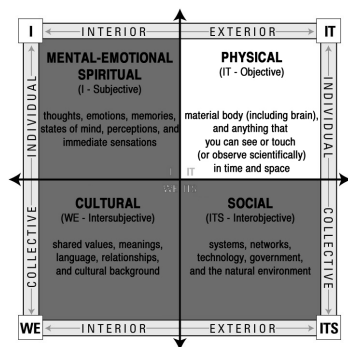 I
INTERIOR
EXTERIOR
IT
INDIVIDUAL
MENTAL-EMOTIONAL
SPIRITUAL
(I - Subjective)
thoughts, emotions, memories,
states of mind, perceptions, and
immediate sensations
PHYSICAL
(IT - Objective)
material body (including brain),
and anything that
you can see or touch
(or observe scientifically)
in time and space
INDIVIDUAL
I
IT
WE
ITS
COLLECTIVE
CULTURAL
(WE - Intersubjective)
shared values, meanings,
language, relationships,
and cultural background
SOCIAL
(ITS - Interobjective)
systems, networks,
technology, government,
and the natural environment
COLLECTIVE
WE
INTERIOR
EXTERIOR
ITS